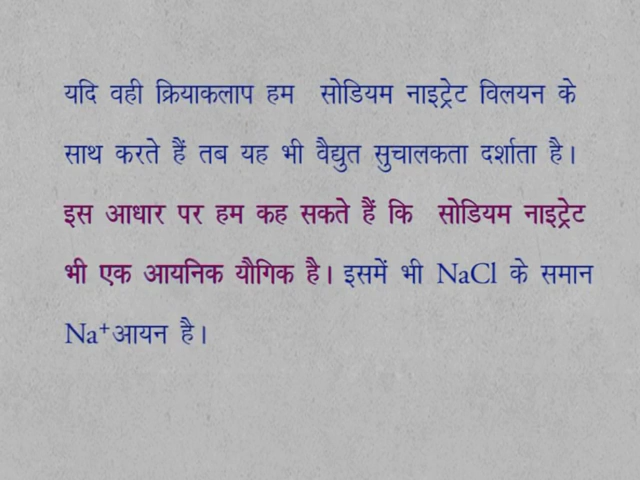 यदि वही क्रियाकलाप हम सोडियम नाइट्रेट विलयन के
साथ करते हैं तब यह भी वैद्युत सुचालकता दर्शाता है।
इस आधार पर हम कह सकते हैं कि सोडियम नाइट्रेट
भी एक आयनिक यौगिक है। इसमें भी NaCl के समान
Na⁺आयन है।